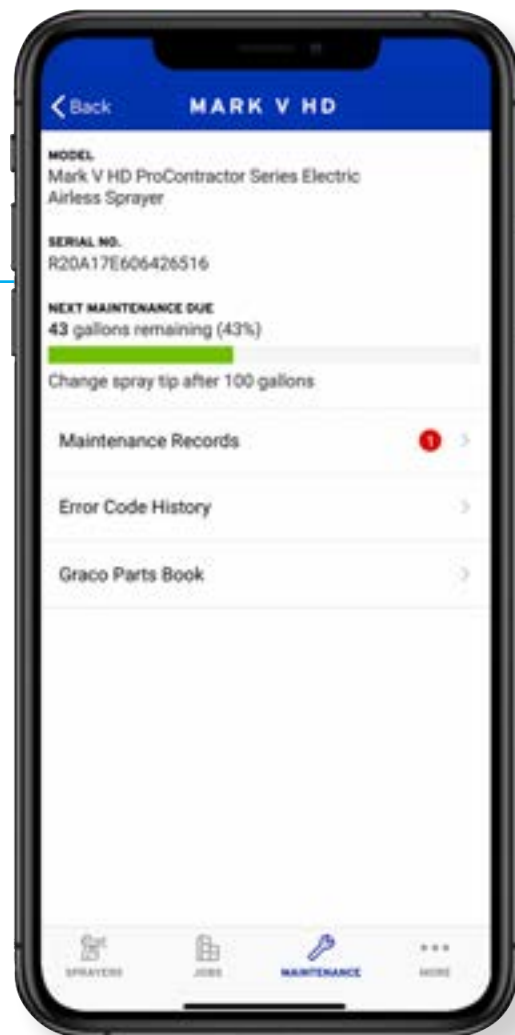 Back
MARK V HD
MODEL
Mark V HD ProContractor Series Electric
Airless Sprayer
SERIAL NO.
R20A17E606426516
NEXT MAINTENANCE DUE
43 gallons remaining (43%)
Change spray tip after 100 gallons
Maintenance Records 1
Error Code History
Graco Parts Book
SPRAYERS JOBS MAINTENANCE MORE